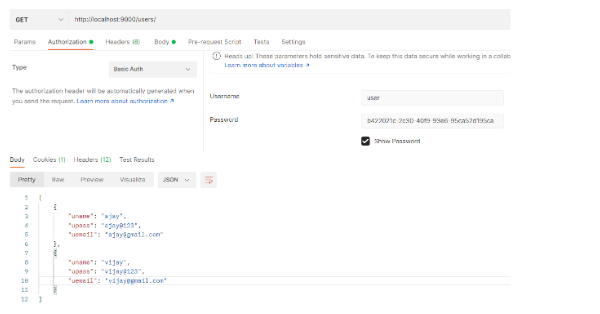 GET http://localhost:9000/users/
Params Authorization Headers (8) Body Pre-request Script Tests Settings
Type Basic Auth
Heads up! These parameters hold sensitive data. To keep this data secure while working in a collab
Learn more about variables ↗
The authorization header will be automatically generated when
you send the request. Learn more about authorization ↗
Username user
Password
Show Password
Body Cookies (1) Headers (12) Test Results
Pretty Raw Preview Visualize JSON
1 [
2 {
3 "uname": "ajay",
4 "upass": "ajay@123",
5 "uemail": "ajay@gmail.com"
6 },
7 {
8 "uname": "vijay",
9 "upass": "vijay@123",
10 "uemail": "vijay@gmail.com"
11 }
12 ]